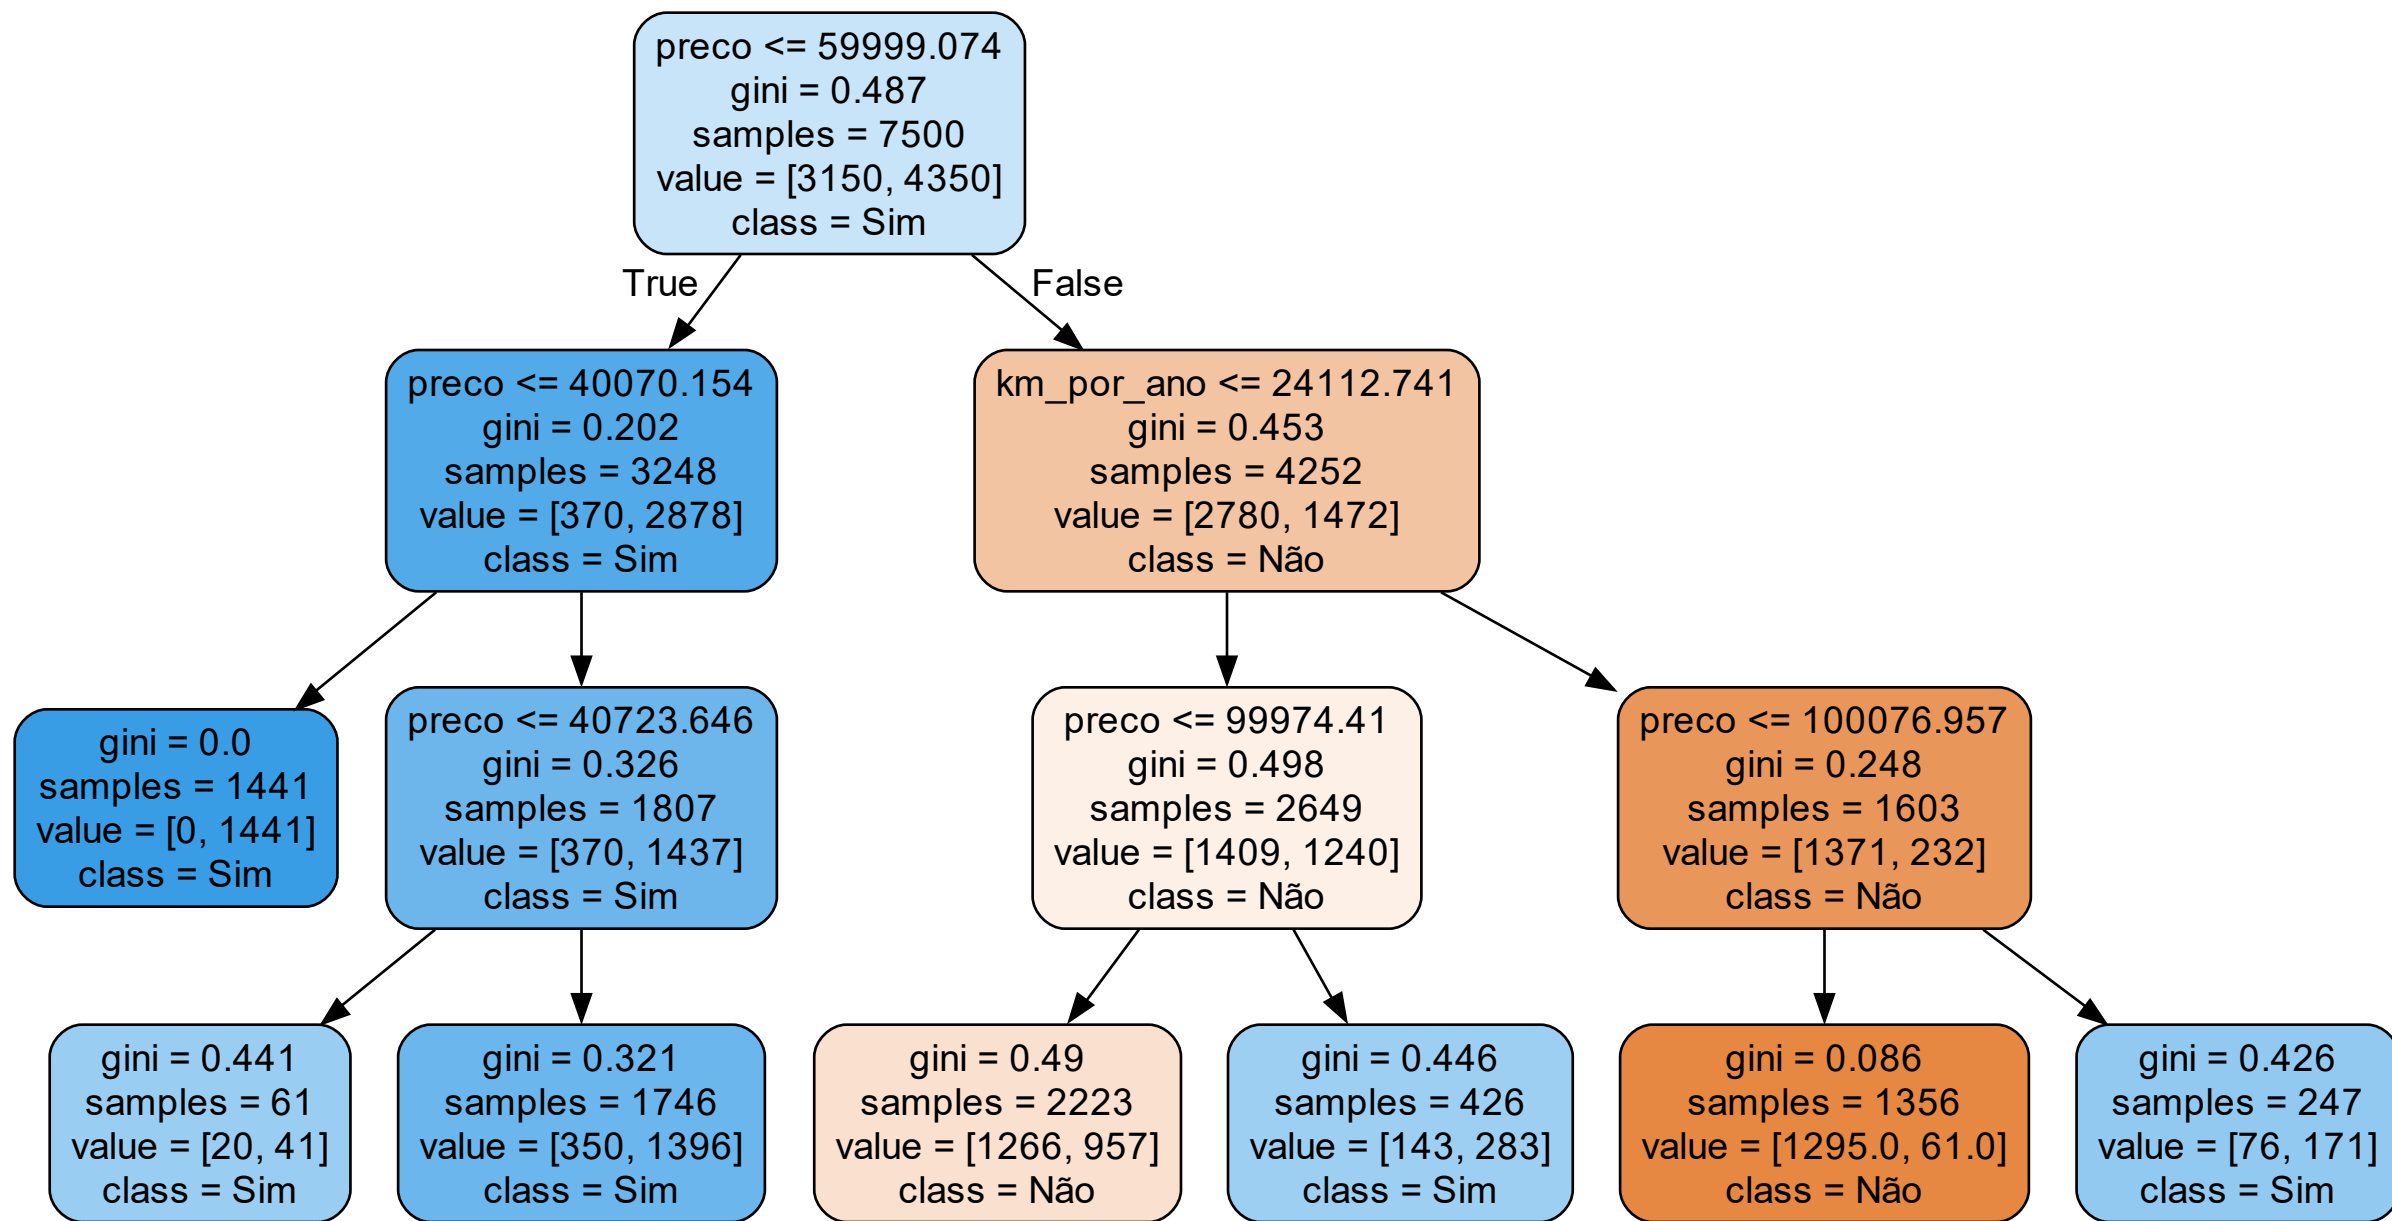 preco <= 59999.074
gini = 0.487
samples = 7500
value = [3150, 4350]
class = Sim
True
False
preco <= 40070.154
gini = 0.202
samples = 3248
value = [370, 2878]
class = Sim
km_por_ano <= 24112.741
gini = 0.453
samples = 4252
value = [2780, 1472]
class = Não
gini = 0.0
samples = 1441
value = [0, 1441]
class = Sim
preco <= 40723.646
gini = 0.326
samples = 1807
value = [370, 1437]
class = Sim
preco <= 99974.41
gini = 0.498
samples = 2649
value = [1409, 1240]
class = Não
preco <= 100076.957
gini = 0.248
samples = 1603
value = [1371, 232]
class = Não
gini = 0.441
samples = 61
value = [20, 41]
class = Sim
gini = 0.321
samples = 1746
value = [350, 1396]
class = Sim
gini = 0.49
samples = 2223
value = [1266, 957]
class = Não
gini = 0.446
samples = 426
value = [143, 283]
class = Sim
gini = 0.086
samples = 1356
value = [1295.0, 61.0]
class = Não
gini = 0.426
samples = 247
value = [76, 171]
class = Sim